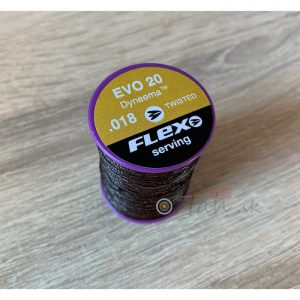 EVO 20
Dyneema™
.018 TWISTED
FLEX
serving